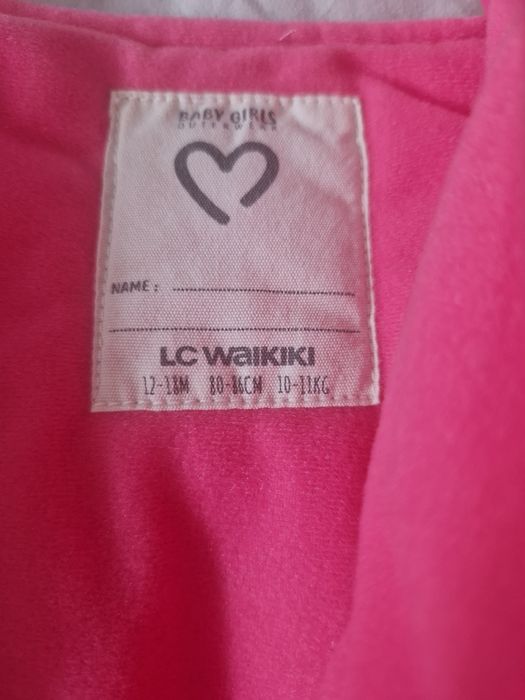 BABY GIRLS
OUTERWEAR
NAME :
LC WAIKIKI
12-18M 80-86CM 10-11KG